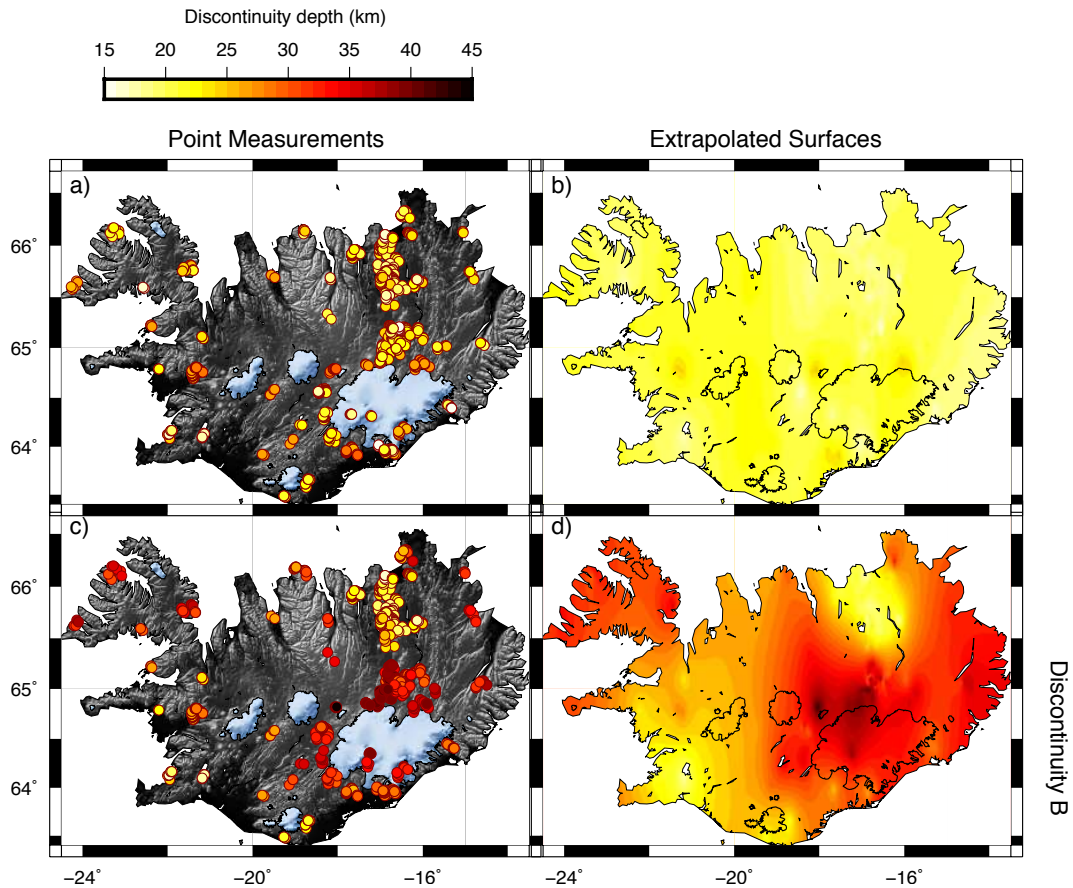 Discontinuity depth (km)
15 20 25 30 35 40 45
Point Measurements Extrapolated Surfaces
a) b)
66°
65°
64°
c) d)
66°
65°
64°
Discontinuity B
−24° −20° −16° −20° −16°